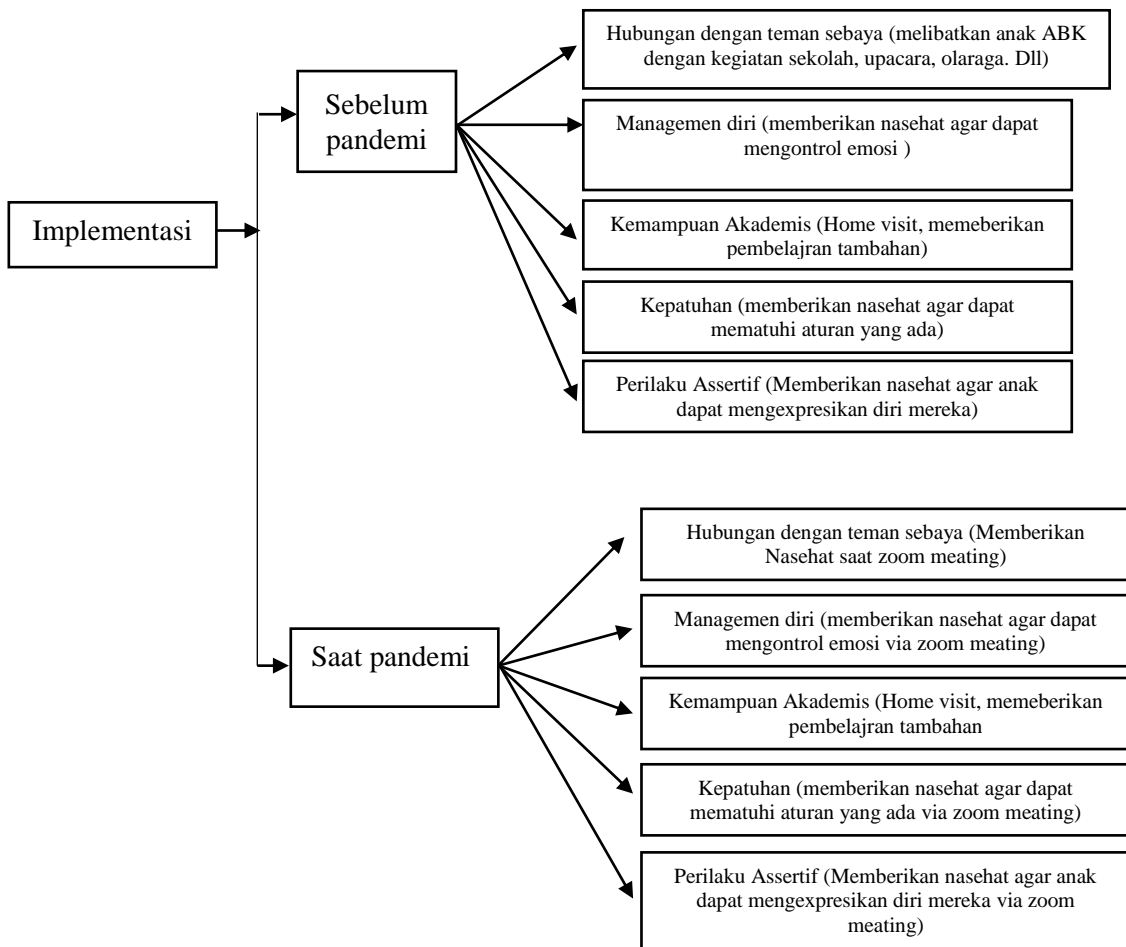 Hubungan dengan teman sebaya (melibatkan anak ABK
dengan kegiatan sekolah, upacara, olaraga. Dll)
Sebelum
pandemi
Managemen diri (memberikan nasehat agar dapat
mengontrol emosi )
Implementasi
Kemampuan Akademis (Home visit, memeberikan
pembelajran tambahan)
Kepatuhan (memberikan nasehat agar dapat
mematuhi aturan yang ada)
Perilaku Assertif (Memberikan nasehat agar anak
dapat mengexpresikan diri mereka)
Hubungan dengan teman sebaya (Memberikan
Nasehat saat zoom meating)
Managemen diri (memberikan nasehat agar dapat
mengontrol emosi via zoom meating)
Saat pandemi
Kemampuan Akademis (Home visit, memeberikan
pembelajran tambahan
Kepatuhan (memberikan nasehat agar dapat
mematuhi aturan yang ada via zoom meating)
Perilaku Assertif (Memberikan nasehat agar anak
dapat mengexpresikan diri mereka via zoom
meating)